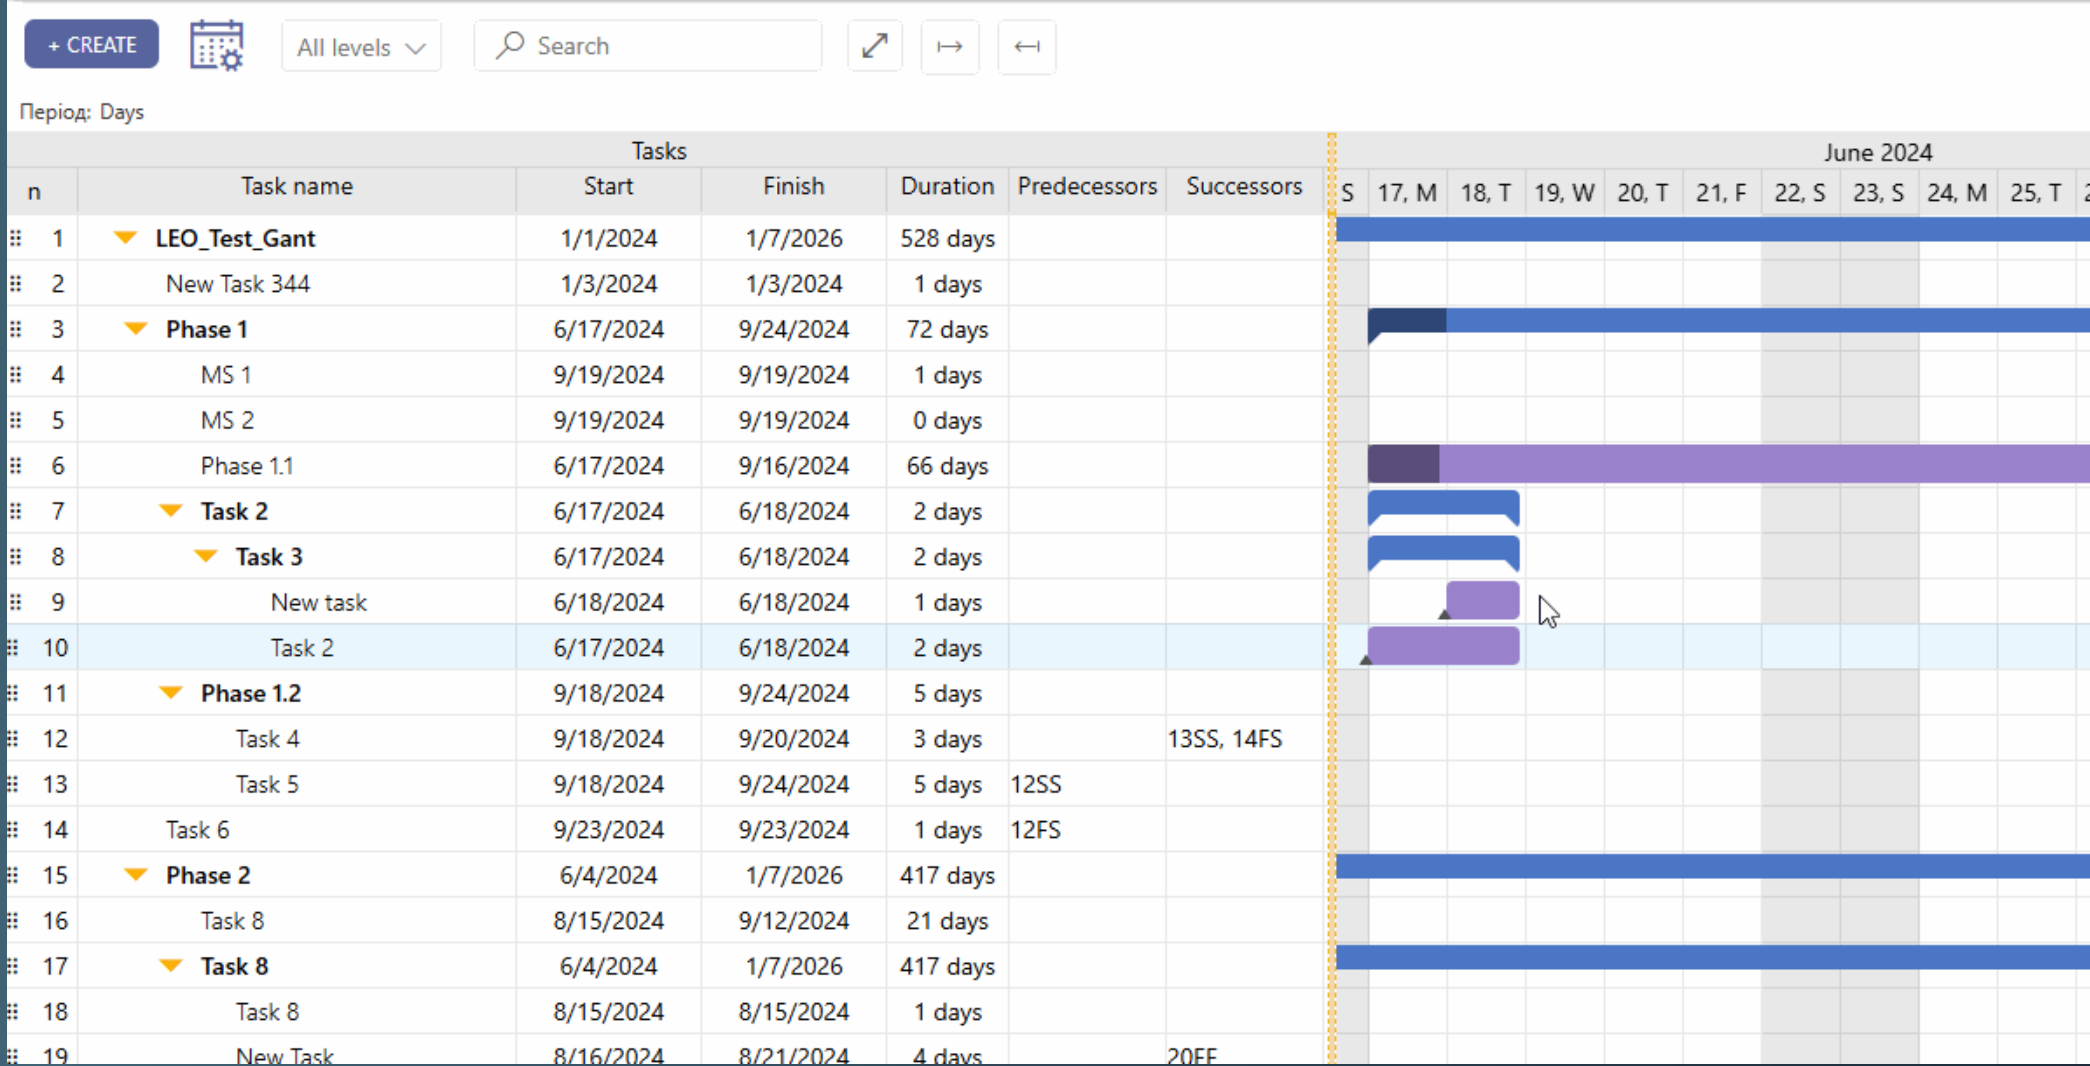 + CREATE All levels Search
Період: Days
Tasks June 2024
n Task name Start Finish Duration Predecessors Successors S 17, M 18, T 19, W 20, T 21, F 22, S 23, S 24, M 25, T
1 LEO_Test_Gant 1/1/2024 1/7/2026 528 days
2 New Task 344 1/3/2024 1/3/2024 1 days
3 Phase 1 6/17/2024 9/24/2024 72 days
4 MS 1 9/19/2024 9/19/2024 1 days
5 MS 2 9/19/2024 9/19/2024 0 days
6 Phase 1.1 6/17/2024 9/16/2024 66 days
7 Task 2 6/17/2024 6/18/2024 2 days
8 Task 3 6/17/2024 6/18/2024 2 days
9 New task 6/18/2024 6/18/2024 1 days
10 Task 2 6/17/2024 6/18/2024 2 days
11 Phase 1.2 9/18/2024 9/24/2024 5 days
12 Task 4 9/18/2024 9/20/2024 3 days 13SS, 14FS
13 Task 5 9/18/2024 9/24/2024 5 days 12SS
14 Task 6 9/23/2024 9/23/2024 1 days 12FS
15 Phase 2 6/4/2024 1/7/2026 417 days
16 Task 8 8/15/2024 9/12/2024 21 days
17 Task 8 6/4/2024 1/7/2026 417 days
18 Task 8 8/15/2024 8/15/2024 1 days
19 New Task 8/16/2024 8/21/2024 4 days 20FF